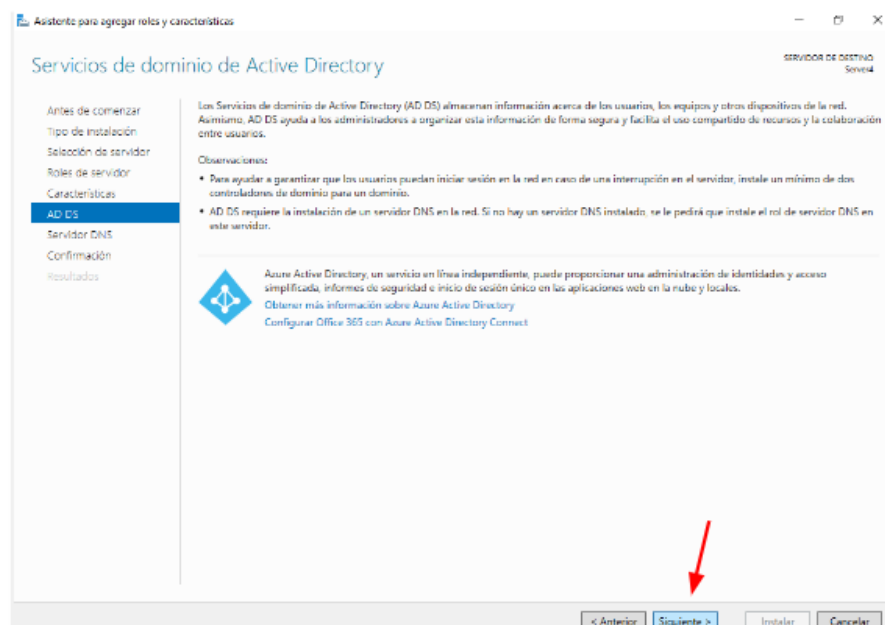 Asistente para agregar roles y características
Servicios de dominio de Active Directory
SERVIDOR DE DESTINO
Server4
Antes de comenzar
Tipo de instalación
Selección de servidor
Roles de servidor
Características
AD DS
Servidor DNS
Confirmación
Resultados
Los Servicios de dominio de Active Directory (AD DS) almacenan información acerca de los usuarios, los equipos y otros dispositivos de la red.
Asimismo, AD DS ayuda a los administradores a organizar esta información de forma segura y facilita el uso compartido de recursos y la colaboración
entre usuarios.
Observaciones:
• Para ayudar a garantizar que los usuarios puedan iniciar sesión en la red en caso de una interrupción en el servidor, instale un mínimo de dos
controladores de dominio para un dominio.
• AD DS requiere la instalación de un servidor DNS en la red. Si no hay un servidor DNS instalado, se le pedirá que instale el rol de servidor DNS en
este servidor.
Azure Active Directory, un servicio en línea independiente, puede proporcionar una administración de identidades y acceso
simplificada, informes de seguridad e inicio de sesión único en las aplicaciones web en la nube y locales.
Obtener más información sobre Azure Active Directory
Configurar Office 365 con Azure Active Directory Connect
< Anterior
Siguiente >
Instalar
Cancelar